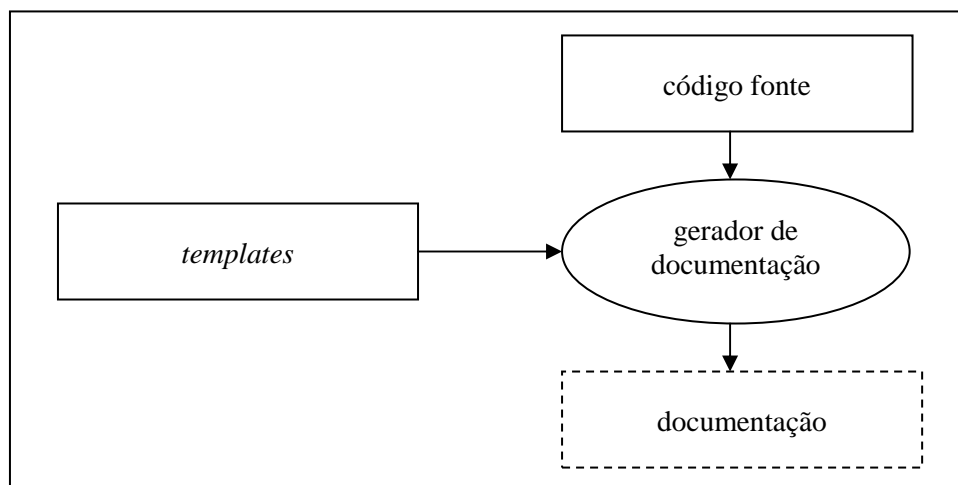 código fonte
templates
gerador de
documentação
documentação